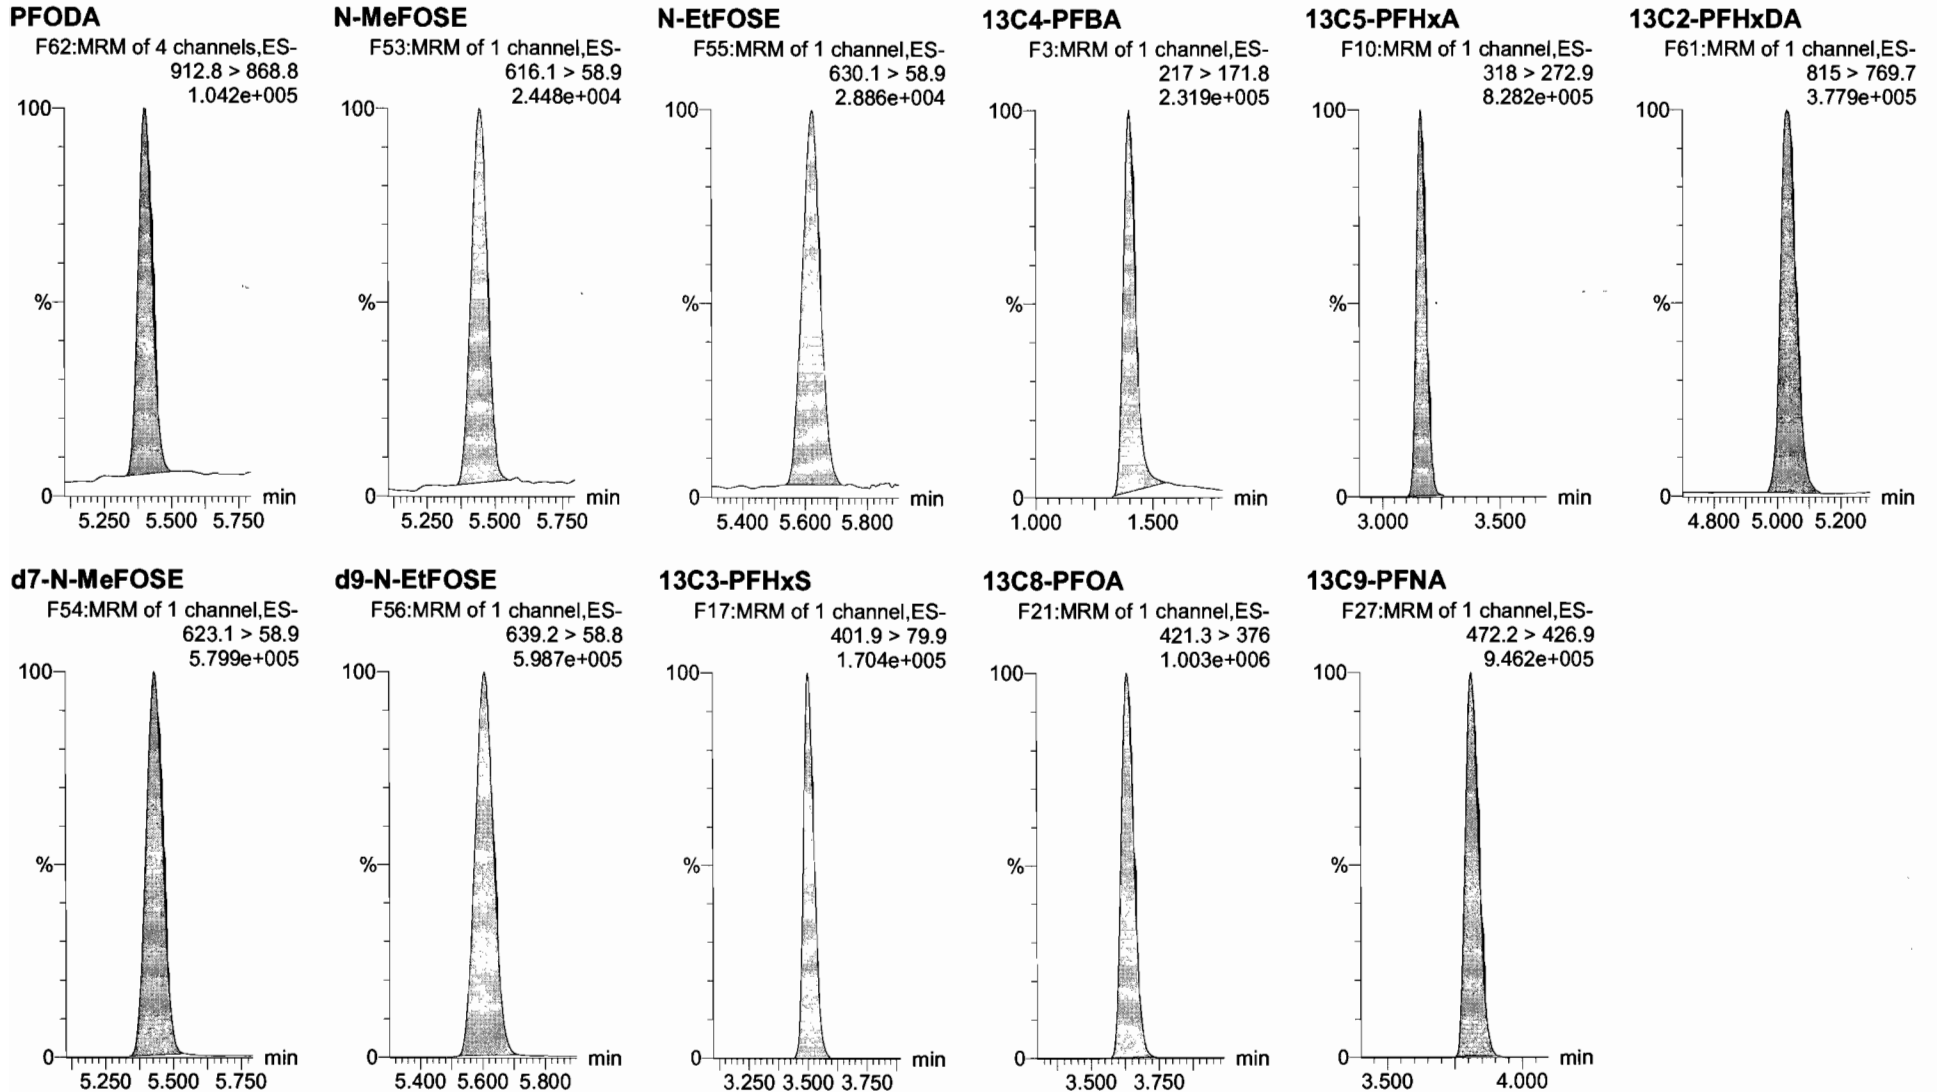 PFODA
F62:MRM of 4 channels,ES-
912.8 > 868.8
1.042e+005
100
%
0
min
5.250 5.500 5.750
N-MeFOSE
F53:MRM of 1 channel,ES-
616.1 > 58.9
2.448e+004
100
%
0
min
5.250 5.500 5.750
N-EtFOSE
F55:MRM of 1 channel,ES-
630.1 > 58.9
2.886e+004
100
%
0
min
5.400 5.600 5.800
13C4-PFBA
F3:MRM of 1 channel,ES-
217 > 171.8
2.319e+005
100
%
0
min
1.000 1.500
13C5-PFHxA
F10:MRM of 1 channel,ES-
318 > 272.9
8.282e+005
100
%
0
min
3.000 3.500
13C2-PFHxDA
F61:MRM of 1 channel,ES-
815 > 769.7
3.779e+005
100
%
0
min
4.800 5.000 5.200
d7-N-MeFOSE
F54:MRM of 1 channel,ES-
623.1 > 58.9
5.799e+005
100
%
0
min
5.250 5.500 5.750
d9-N-EtFOSE
F56:MRM of 1 channel,ES-
639.2 > 58.8
5.987e+005
100
%
0
min
5.400 5.600 5.800
13C3-PFHxS
F17:MRM of 1 channel,ES-
401.9 > 79.9
1.704e+005
100
%
0
min
3.250 3.500 3.750
13C8-PFOA
F21:MRM of 1 channel,ES-
421.3 > 376
1.003e+006
100
%
0
min
3.500 3.750
13C9-PFNA
F27:MRM of 1 channel,ES-
472.2 > 426.9
9.462e+005
100
%
0
min
3.500 4.000